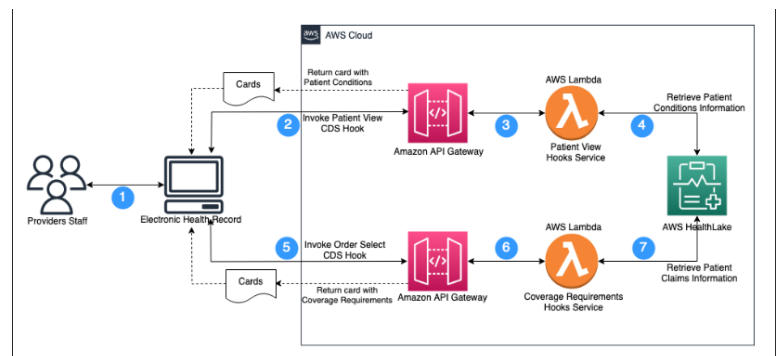 aws
AWS Cloud
Return card with
Patient Conditions
Cards
AWS Lambda
Retrieve Patient
Conditions Information
2
Invoke Patient View
CDS Hook
3
4
Amazon API Gateway
Patient View
Hooks Service
1
Providers Staff
Electronic Health Record
AWS HealthLake
AWS Lambda
5
Invoke Order Select
CDS Hook
6
7
Retrieve Patient
Claims Information
Cards
Return card with
Coverage Requirements
Amazon API Gateway
Coverage Requirements
Hooks Service